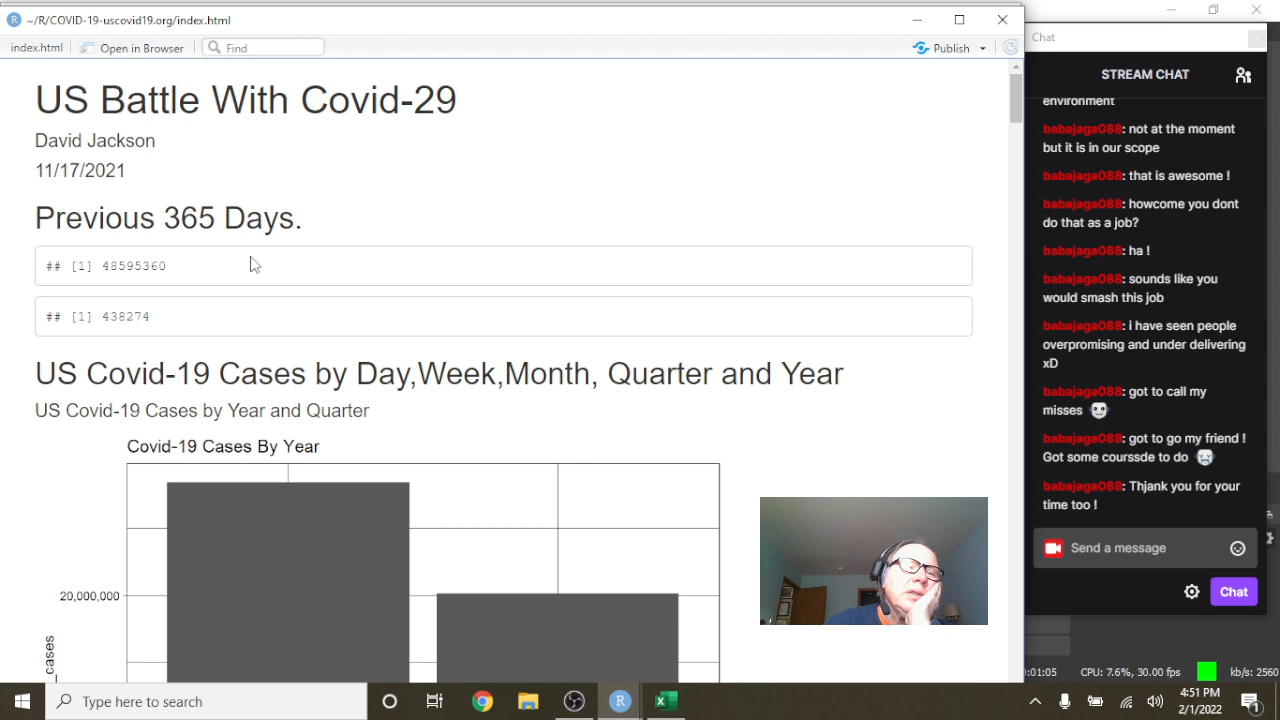 ~/R/COVID-19-uscovid19.org/index.html
index.html
Open in Browser
Find
Publish
US Battle With Covid-29
David Jackson
11/17/2021
Previous 365 Days.
## [1] 48595360
## [1] 438274
US Covid-19 Cases by Day,Week,Month, Quarter and Year
US Covid-19 Cases by Year and Quarter
Covid-19 Cases By Year
20,000,000
_cases
Chat
STREAM CHAT
environment
babajaga088: not at the moment
but it is in our scope
babajaga088: that is awesome !
babajaga088: howcome you dont
do that as a job?
babajaga088: ha !
babajaga088: sounds like you
would smash this job
babajaga088: i have seen people
overpromising and under delivering
xD
babajaga088: got to call my
misses
babajaga088: got to go my friend !
Got some courssde to do
babajaga088: Thjank you for your
time too !
Send a message
Chat
:01:05
CPU: 7.6%, 30.00 fps
kb/s: 2560
Type here to search
4:51 PM
2/1/2022